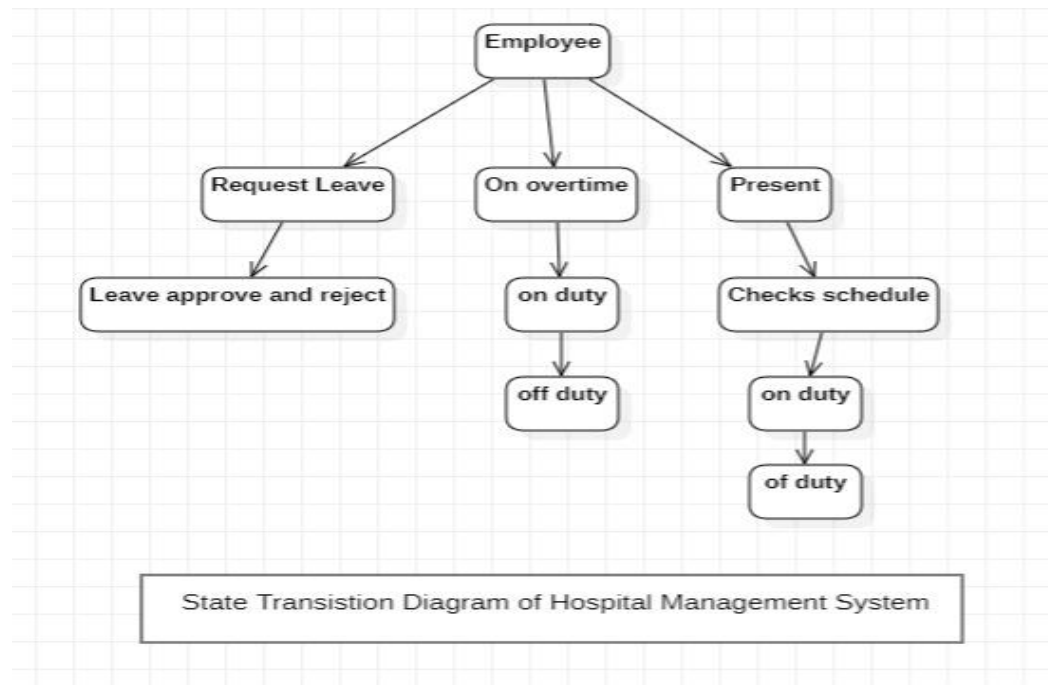 Employee
Request Leave
On overtime
Present
Leave approve and reject
on duty
Checks schedule
off duty
on duty
of duty
State Transistion Diagram of Hospital Management System